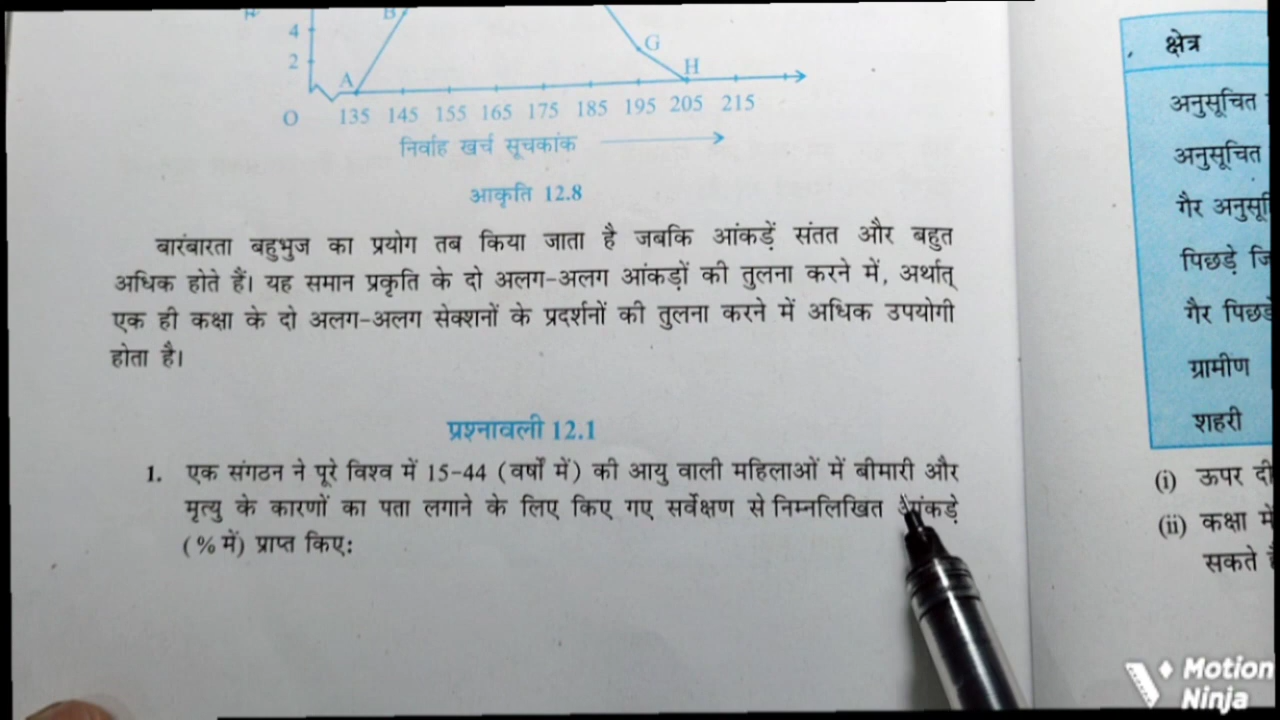 B
4
2
A
G
H
O 135 145 155 165 175 185 195 205 215
निर्वाह खर्च सूचकांक
आकृति 12.8
बारंबारता बहुभुज का प्रयोग तब किया जाता है जबकि आंकड़ें संतत और बहुत
अधिक होते हैं। यह समान प्रकृति के दो अलग-अलग आंकड़ों की तुलना करने में, अर्थात्
एक ही कक्षा के दो अलग-अलग सेक्शनों के प्रदर्शनों की तुलना करने में अधिक उपयोगी
होता है।
प्रश्नावली 12.1
1. एक संगठन ने पूरे विश्व में 15-44 (वर्षों में) की आयु वाली महिलाओं में बीमारी और
मृत्यु के कारणों का पता लगाने के लिए किए गए सर्वेक्षण से निम्नलिखित आंकड़े
(% में) प्राप्त किए:
क्षेत्र
अनुसूचित
अनुसूचित
गैर
पिछड़े
गैर
ग्रामीण
शहरी
(i) ऊपर
(ii) कक्षा में
सकते
Motion
Ninja